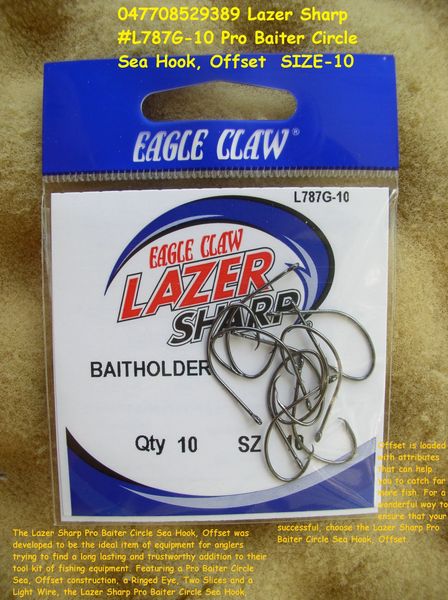 047708529389 Lazer Sharp
#L787G-10 Pro Baiter Circle
Sea Hook, Offset SIZE-10
EAGLE CLAW®
L787G-10
EAGLE CLAW
LAZER
SHARP
BAITHOLDER
Qty 10 SZ
Offset is loaded
with attributes
that can help
you to catch far
more fish. For a
wonderful way to
ensure that your
successful, choose the Lazer Sharp Pro
Baiter Circle Sea Hook, Offset.
The Lazer Sharp Pro Baiter Circle Sea Hook, Offset was
developed to be the ideal item of equipment for anglers
trying to find a long lasting and trustworthy addition to their
tool kit of fishing equipment. Featuring a Pro Baiter Circle
Sea, Offset construction, a Ringed Eye, Two Slices and a
Light Wire, the Lazer Sharp Pro Baiter Circle Sea Hook,